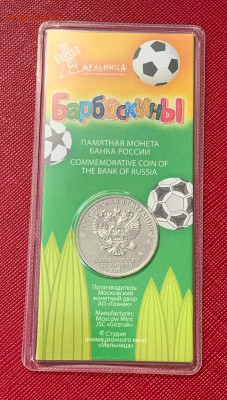 МЕЛЬНИЦА
Барбоскины
ПАМЯТНАЯ МОНЕТА
БАНКА РОССИИ
COMMEMORATIVE COIN OF
THE BANK OF RUSSIA
Производитель:
Московский
монетный двор
АО «Гознак»
Manufacturer:
Moscow Mint
JSC «Goznak»
© Студия
анимационного кино
«Мельница»